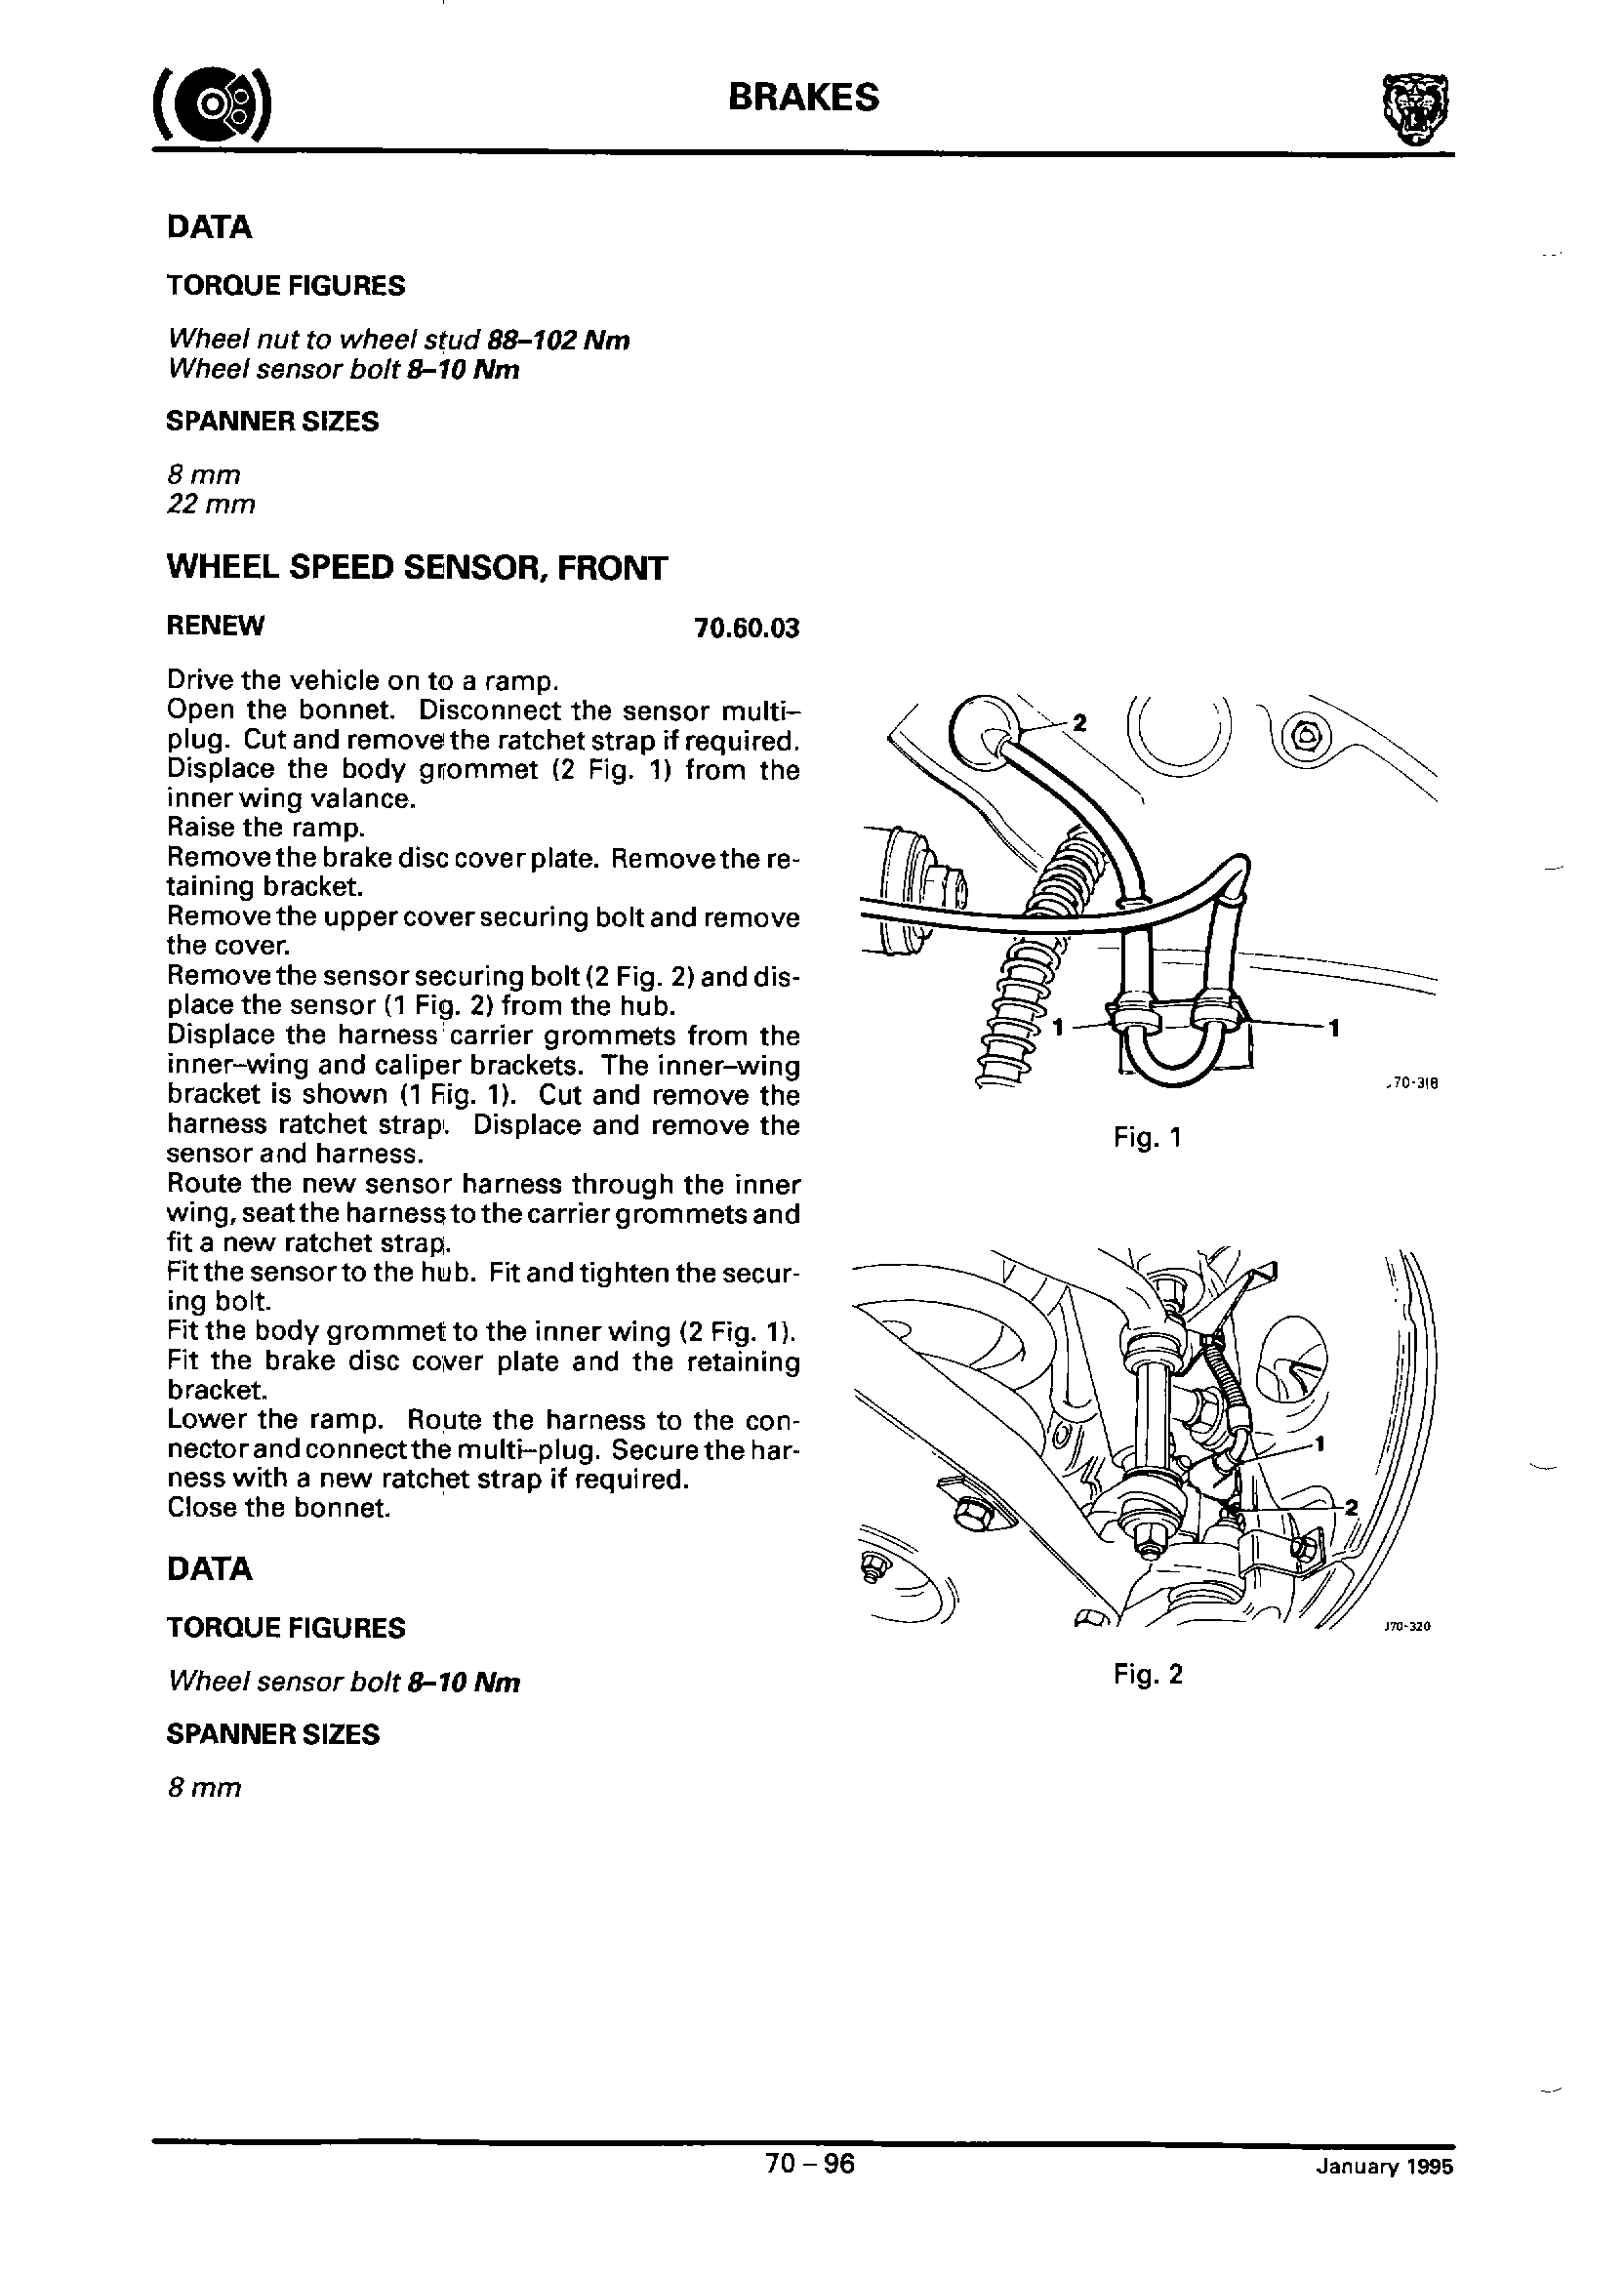 BRAKES
DATA
TORQUE FIGURES
Wheel nut to wheel stud 88–102 Nm
Wheel sensor bolt 8–10 Nm
SPANNER SIZES
8 mm
22 mm
WHEEL SPEED SENSOR, FRONT
RENEW 70.60.03
Drive the vehicle on to a ramp.
Open the bonnet. Disconnect the sensor multi–
plug. Cut and remove the ratchet strap if required.
Displace the body grommet (2 Fig. 1) from the
inner wing valance.
Raise the ramp.
Remove the brake disc cover plate. Remove the re-
taining bracket.
Remove the upper cover securing bolt and remove
the cover.
Remove the sensor securing bolt (2 Fig. 2) and dis-
place the sensor (1 Fig. 2) from the hub.
Displace the harness carrier grommets from the
inner–wing and caliper brackets. The inner–wing
bracket is shown (1 Fig. 1). Cut and remove the
harness ratchet strap. Displace and remove the
sensor and harness.
Route the new sensor harness through the inner
wing, seat the harness to the carrier grommets and
fit a new ratchet strap.
Fit the sensor to the hub. Fit and tighten the secur-
ing bolt.
Fit the body grommet to the inner wing (2 Fig. 1).
Fit the brake disc cover plate and the retaining
bracket.
Lower the ramp. Route the harness to the con-
nector and connect the multi–plug. Secure the har-
ness with a new ratchet strap if required.
Close the bonnet.
DATA
TORQUE FIGURES
Wheel sensor bolt 8–10 Nm
SPANNER SIZES
8 mm
2
1
1
70-318
Fig. 1
1
2
J70-320
Fig. 2
70 – 96
January 1995